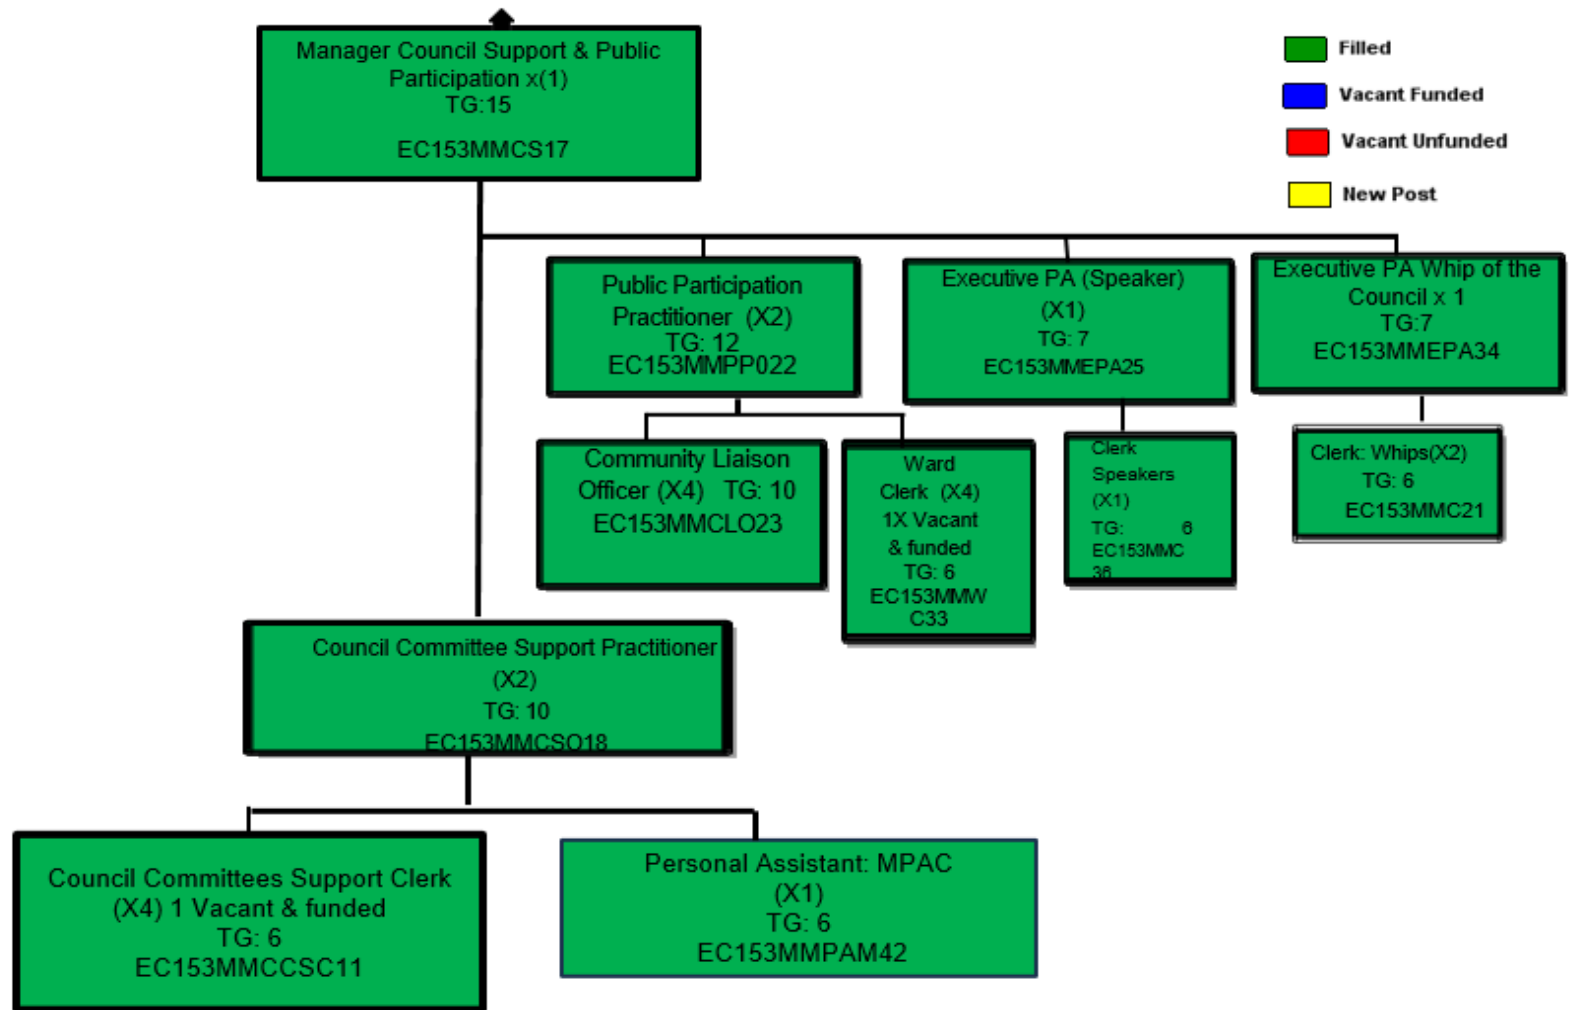 Manager Council Support & Public
Participation x(1)
TG:15
EC153MMCS17
Filled
Vacant Funded
Vacant Unfunded
New Post
Public Participation
Practitioner (X2)
TG: 12
EC153MMPP022
Executive PA (Speaker)
(X1)
TG: 7
EC153MMEPA25
Executive PA Whip of the
Council x 1
TG:7
EC153MMEPA34
Community Liaison
Officer (X4) TG: 10
EC153MMCLO23
Ward
Clerk (X4)
1X Vacant
& funded
TG: 6
EC153MMW
C33
Clerk
Speakers
(X1)
TG: 6
EC153MMC
36
Clerk: Whips(X2)
TG: 6
EC153MMC21
Council Committee Support Practitioner
(X2)
TG: 10
EC153MMCSO18
Council Committees Support Clerk
(X4) 1 Vacant & funded
TG: 6
EC153MMCCSC11
Personal Assistant: MPAC
(X1)
TG: 6
EC153MMPAM42